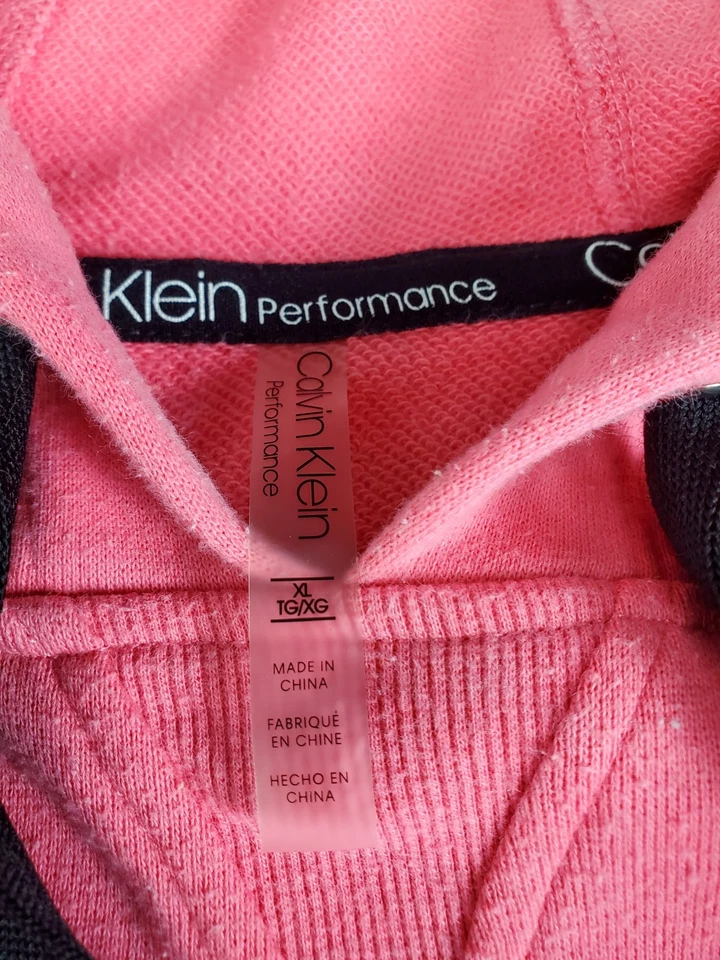 Klein Performance
Calvin Klein
Performance
XL
TG/XG
MADE IN
CHINA
FABRIQUÉ
EN CHINE
HECHO EN
CHINA